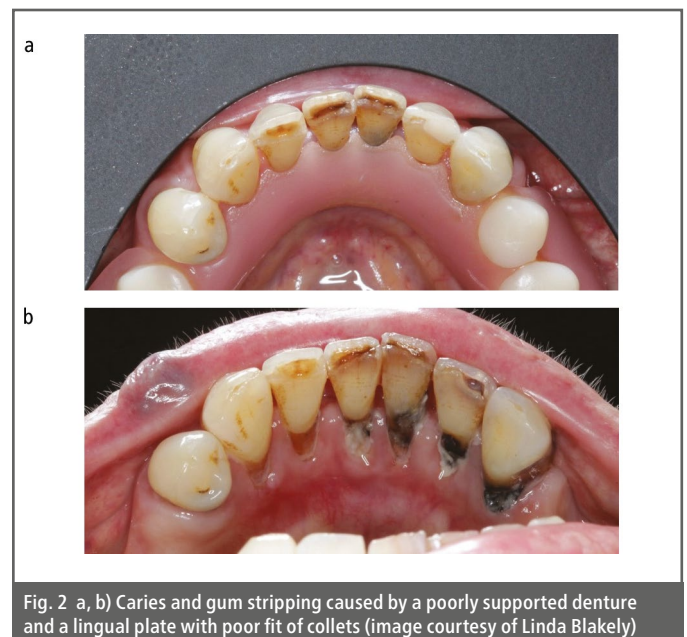 a
b
Fig. 2 a, b) Caries and gum stripping caused by a poorly supported denture
and a lingual plate with poor fit of collets (image courtesy of Linda Blakely)